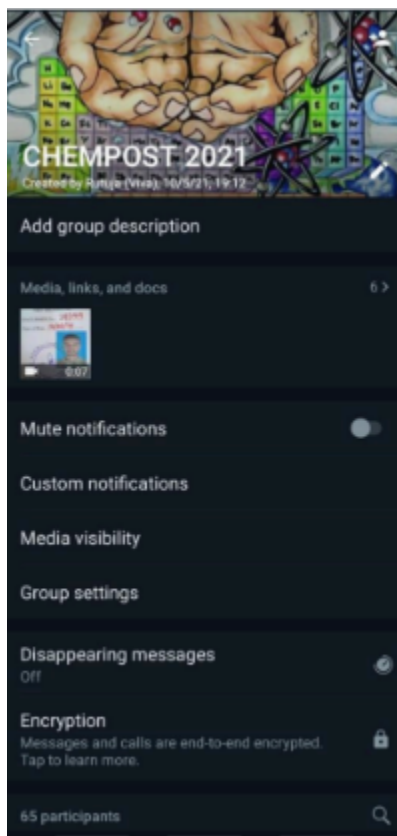 CHEMPOST 2021
Created by Rutuja (Viva), 10/5/21, 19:12
Add group description
Media, links, and docs
6 >
0:07
Mute notifications
Custom notifications
Media visibility
Group settings
Disappearing messages
Off
Encryption
Messages and calls are end-to-end encrypted.
Tap to learn more.
65 participants